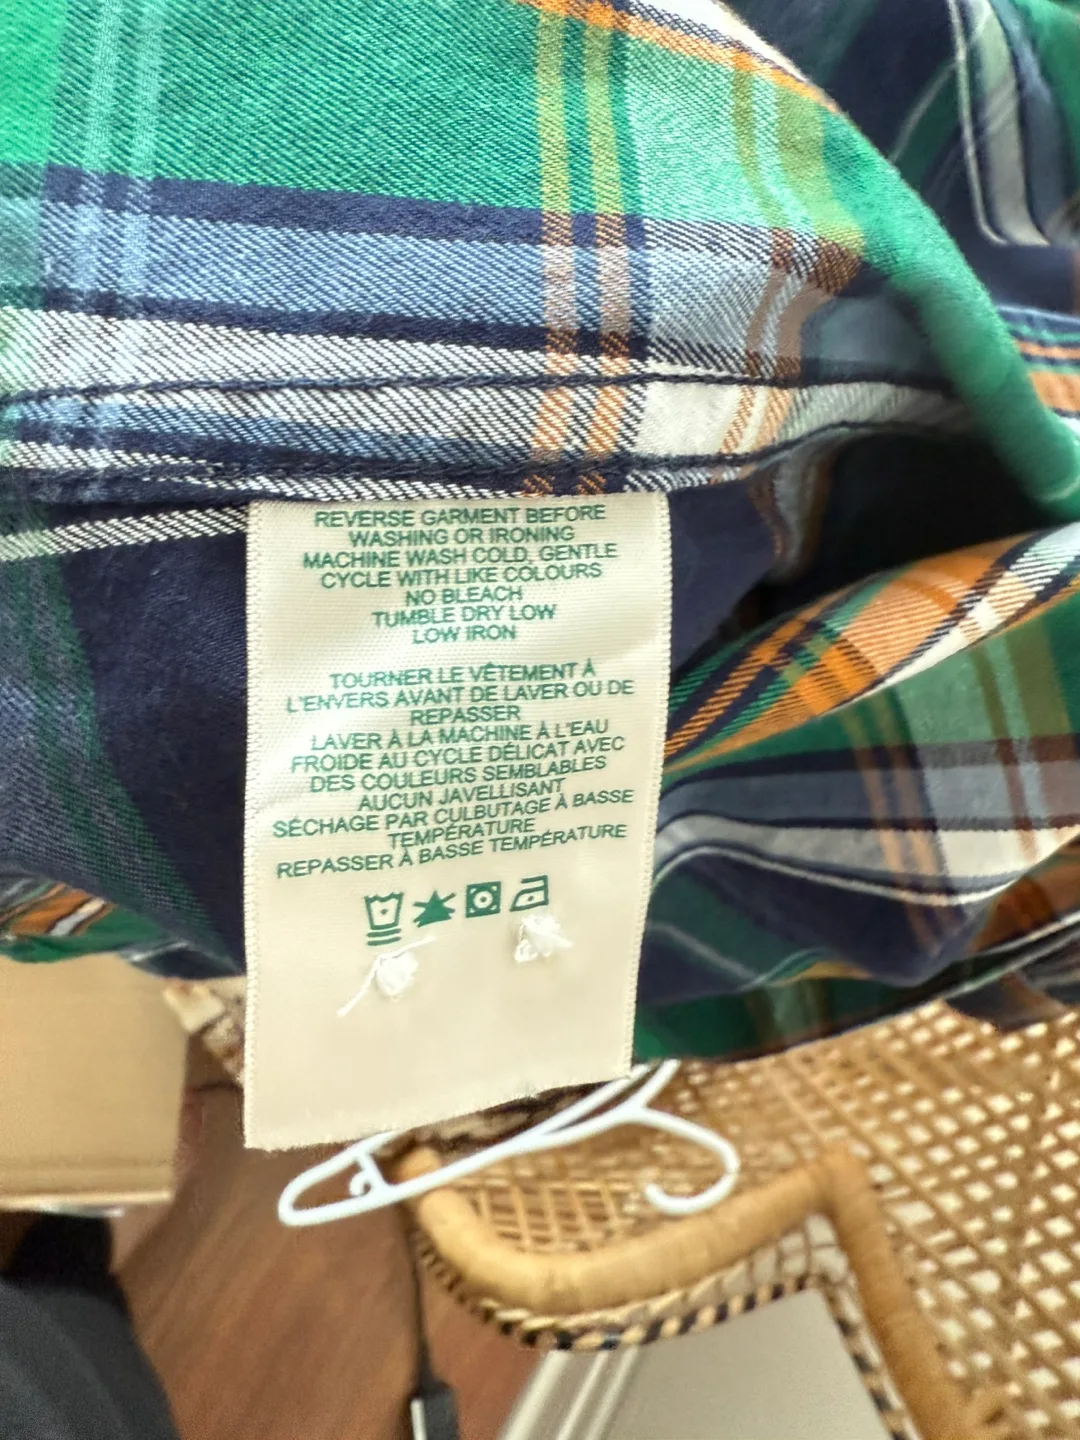 REVERSE GARMENT BEFORE
WASHING OR IRONING
MACHINE WASH COLD, GENTLE
CYCLE WITH LIKE COLOURS
NO BLEACH
TUMBLE DRY LOW
LOW IRON
TOURNER LE VÊTEMENT À
L'ENVERS AVANT DE LAVER OU DE
REPASSER
LAVER À LA MACHINE À L'EAU
FROIDE AU CYCLE DÉLICAT AVEC
DES COULEURS SEMBLABLES
AUCUN JAVELLISANT
SÉCHAGE PAR CULBUTAGE À BASSE
TEMPÉRATURE
REPASSER À BASSE TEMPÉRATURE